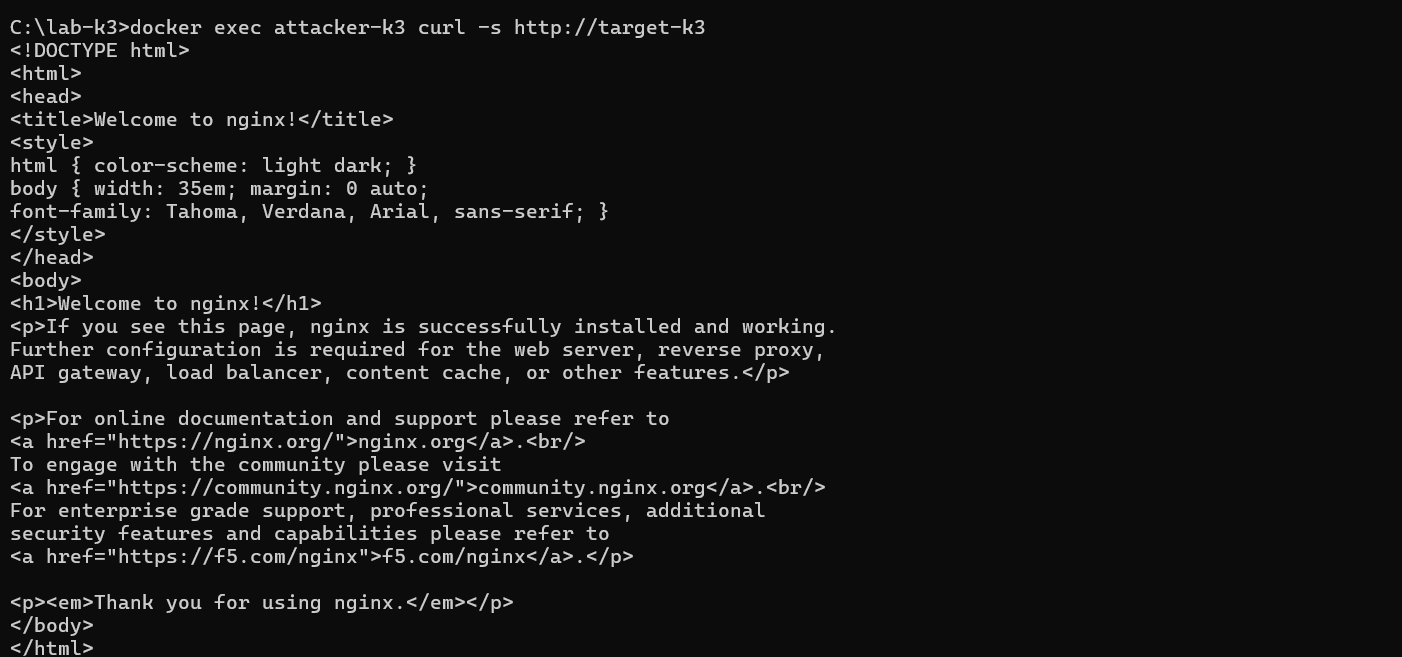 C:\lab-k3>docker exec attacker-k3 curl -s http://target-k3
<!DOCTYPE html>
<html>
<head>
<title>Welcome to nginx!</title>
<style>
html { color-scheme: light dark; }
body { width: 35em; margin: 0 auto;
font-family: Tahoma, Verdana, Arial, sans-serif; }
</style>
</head>
<body>
<h1>Welcome to nginx!</h1>
<p>If you see this page, nginx is successfully installed and working.
Further configuration is required for the web server, reverse proxy,
API gateway, load balancer, content cache, or other features.</p>

<p>For online documentation and support please refer to
<a href="https://nginx.org/">nginx.org</a>.<br/>
To engage with the community please visit
<a href="https://community.nginx.org/">community.nginx.org</a>.<br/>
For enterprise grade support, professional services, additional
security features and capabilities please refer to
<a href="https://f5.com/nginx">f5.com/nginx</a>.</p>

<p><em>Thank you for using nginx.</em></p>
</body>
</html>